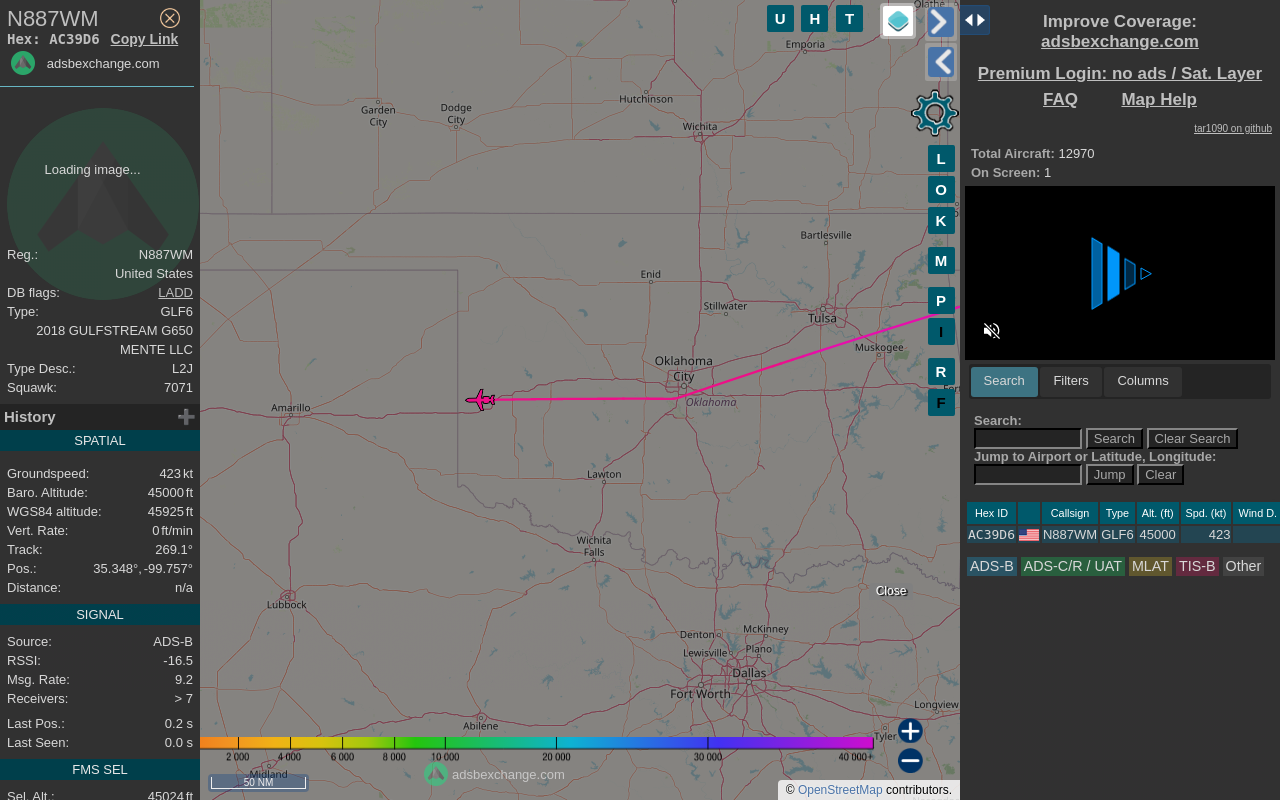 N887WM
Hex: AC39D6 Copy Link
adsbexchange.com
Loading image...
Reg.: N887WM
United States
DB flags: LADD
Type: GLF6
2018 GULFSTREAM G650
MENTE LLC
Type Desc.: L2J
Squawk: 7071
History
SPATIAL
Groundspeed: 423 kt
Baro. Altitude: 45000 ft
WGS84 altitude: 45925 ft
Vert. Rate: 0 ft/min
Track: 269.1°
Pos.: 35.348°, -99.757°
Distance: n/a
SIGNAL
Source: ADS-B
RSSI: -16.5
Msg. Rate: 9.2
Receivers: > 7
Last Pos.: 0.2 s
Last Seen: 0.0 s
FMS SEL
Sel. Alt.: 45024 ft
U H T
Olathe
Emporia
Garden City
Dodge City
Hutchinson
Wichita
Bartlesville
Enid
Stillwater
Tulsa
Muskogee
Oklahoma City
Oklahoma
Amarillo
Lawton
Wichita Falls
Lubbock
Close
McKinney
Denton
Plano
Lewisville
Dallas
Fort Worth
Longview
Abilene
Tyler
Midland
L
O
K
M
P
I
R
F
2 000 4 000 6 000 8 000 10 000 20 000 30 000 40 000+
50 NM
adsbexchange.com
© OpenStreetMap contributors.
Improve Coverage:
adsbexchange.com
Premium Login: no ads / Sat. Layer
FAQ Map Help
tar1090 on github
Total Aircraft: 12970
On Screen: 1
Search Filters Columns
Search:
Search Clear Search
Jump to Airport or Latitude, Longitude:
Jump Clear
Hex ID Callsign Type Alt. (ft) Spd. (kt) Wind D.
AC39D6 N887WM GLF6 45000 423
ADS-B ADS-C/R / UAT MLAT TIS-B Other